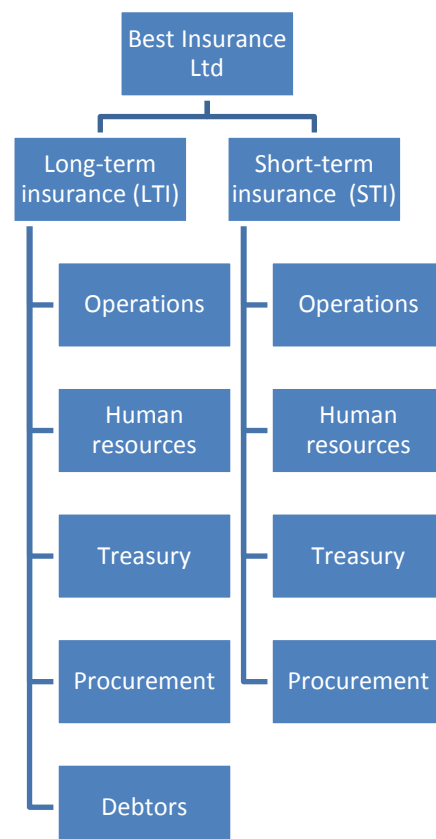 Best Insurance
Ltd
Long-term
insurance (LTI)
Operations
Human
resources
Treasury
Procurement
Debtors
Short-term
insurance (STI)
Operations
Human
resources
Treasury
Procurement